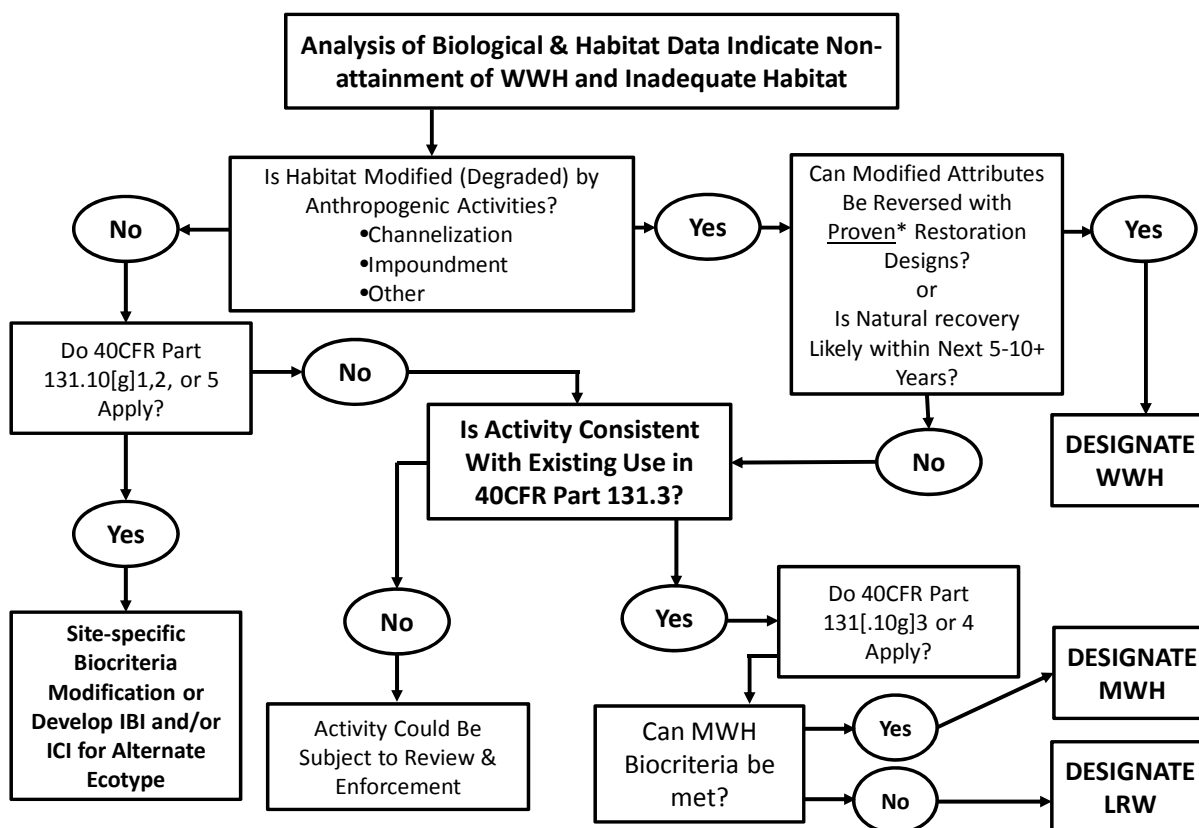 Analysis of Biological & Habitat Data Indicate Non-
attainment of WWH and Inadequate Habitat
Is Habitat Modified (Degraded) by
Anthropogenic Activities?
•Channelization
•Impoundment
•Other
No
Yes
Can Modified Attributes
Be Reversed with
Proven* Restoration
Designs?
or
Is Natural recovery
Likely within Next 5-10+
Years?
Yes
DESIGNATE
WWH
No
Do 40CFR Part
131.10[g]1,2, or 5
Apply?
No
Yes
Site-specific
Biocriteria
Modification or
Develop IBI and/or
ICI for Alternate
Ecotype
Is Activity Consistent
With Existing Use in
40CFR Part 131.3?
No
Activity Could Be
Subject to Review &
Enforcement
Yes
Do 40CFR Part
131[.10g]3 or 4
Apply?
Can MWH
Biocriteria be
met?
Yes
DESIGNATE
MWH
No
DESIGNATE
LRW